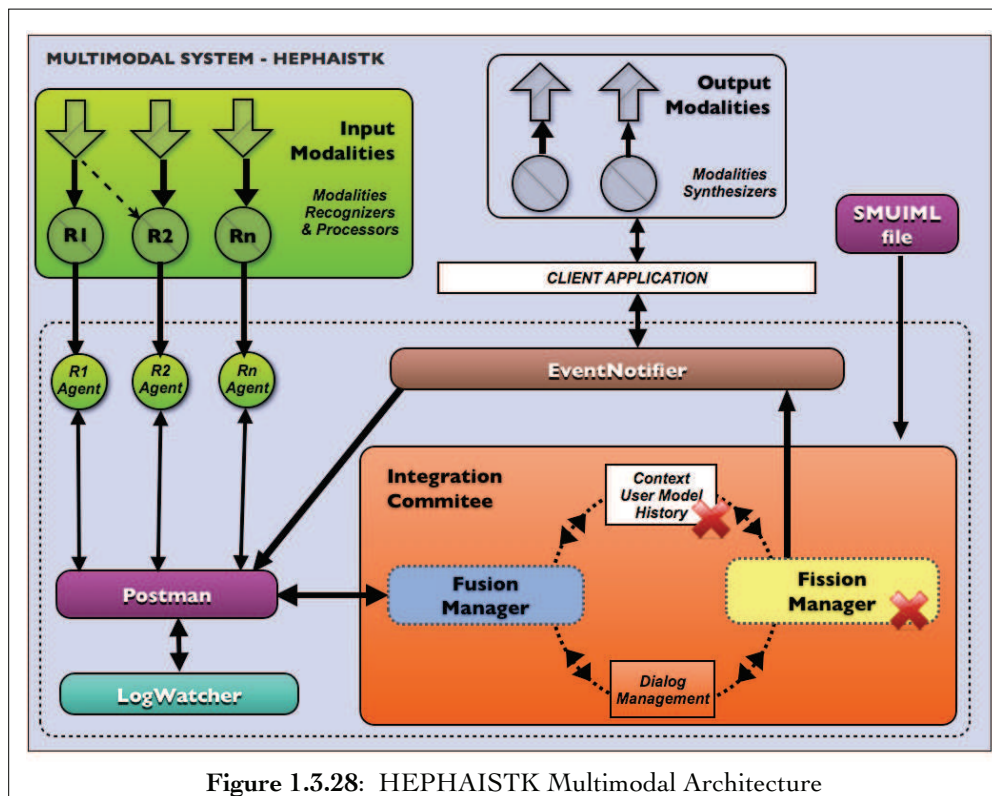 MULTIMODAL SYSTEM - HEPHAISTK
Input
Modalities
Modalities
Recognizers
& Processors
R1
R2
Rn
Output
Modalities
Modalities
Synthesizers
SMUIML
file
CLIENT APPLICATION
R1
Agent
R2
Agent
Rn
Agent
EventNotifier
Integration
Commitee
Context
User Model
History
Postman
Fusion
Manager
Fission
Manager
Dialog
Management
LogWatcher
Figure 1.3.28: HEPHAISTK Multimodal Architecture